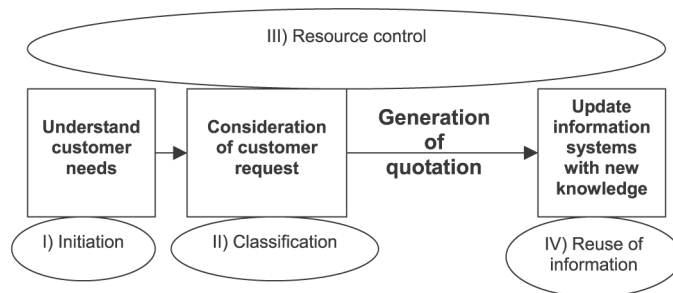 III) Resource control
Understand
customer
needs
Consideration
of customer
request
Generation
of
quotation
Update
information
systems
with new
knowledge
I) Initiation
II) Classification
IV) Reuse of
information